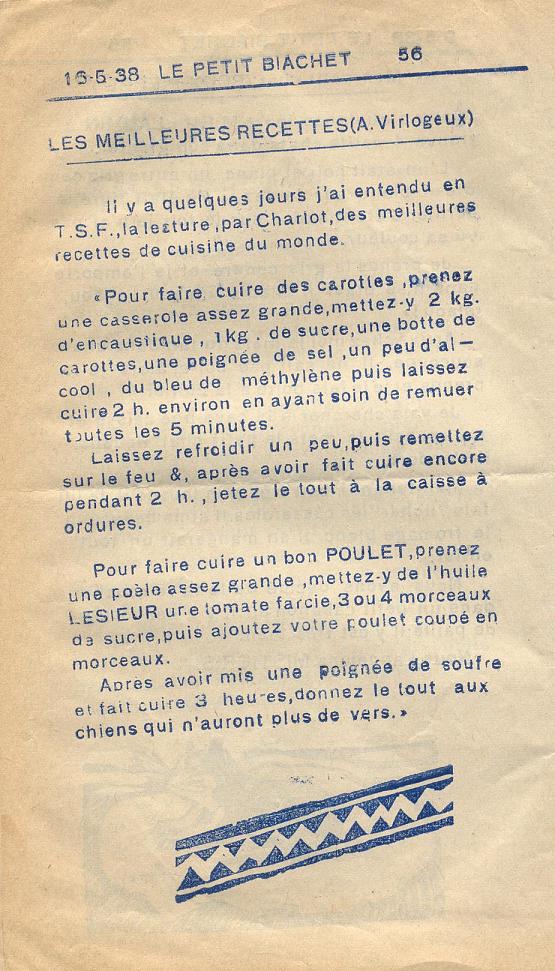 16-5-38 LE PETIT BIACHET 56
LES MEILLEURES RECETTES(A.Virlogeux)
Il y a quelques jours j'ai entendu en
T.S.F.,la lecture,par Charlot,des meilleures
recettes de cuisine du monde.
«Pour faire cuire des carottes ,prenez
une casserole assez grande,mettez-y 2 kg.
d'encaustique , 1kg . de sucre,une botte de
carottes,une poignée de sel ,un peu d'al-
cool , du bleu de méthylène puis laissez
cuire 2 h. environ en ayant soin de remuer
toutes les 5 minutes.
Laissez refroidir un peu,puis remettez
sur le feu &, après avoir fait cuire encore
pendant 2 h., jetez le tout à la caisse à
ordures.
Pour faire cuire un bon POULET,prenez
une poële assez grande ,mettez-y de l'huile
LESIEUR une tomate farcie,3 ou 4 morceaux
de sucre,puis ajoutez votre poulet coupé en
morceaux.
Après avoir mis une poignée de soufre
et fait cuire 3 heures,donnez le tout aux
chiens qui n'auront plus de vers.»